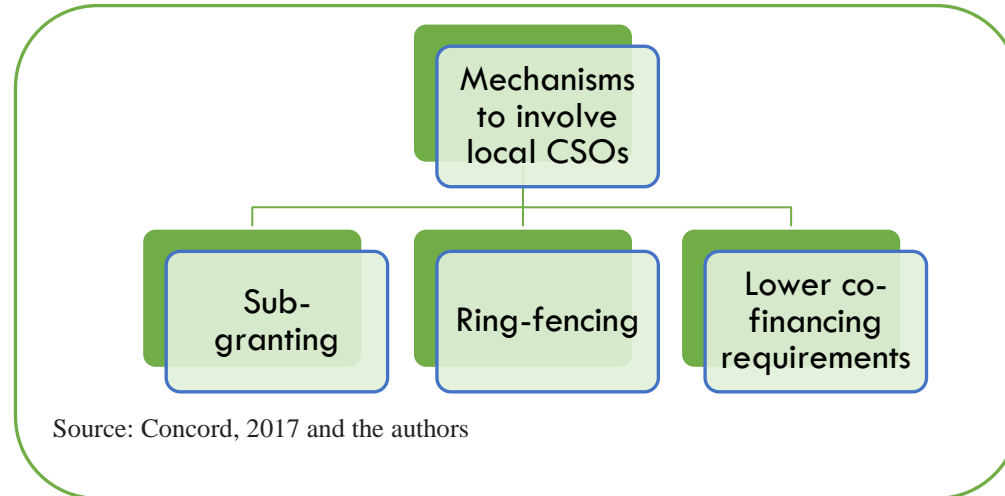 Mechanisms
to involve
local CSOs
Sub-
granting
Ring-fencing
Lower co-
financing
requirements
Source: Concord, 2017 and the authors